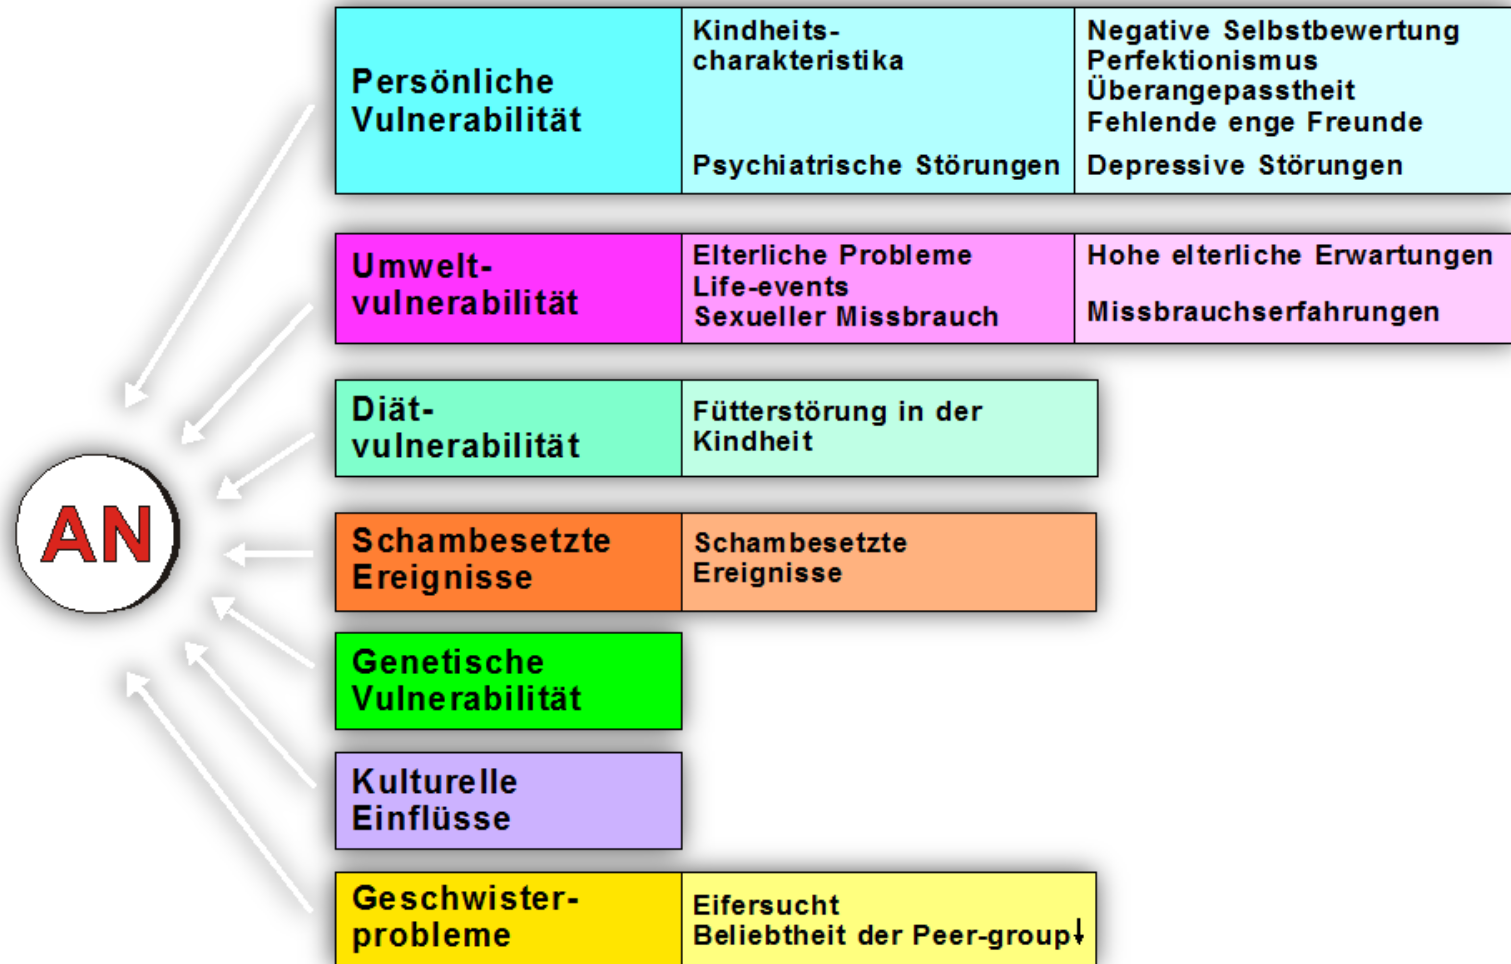 Persönliche
Vulnerabilität
Kindheits-
charakteristika
Psychiatrische Störungen
Negative Selbstbewertung
Perfektionismus
Überangepasstheit
Fehlende enge Freunde
Depressive Störungen
Umwelt-
vulnerabilität
Elterliche Probleme
Life-events
Sexueller Missbrauch
Hohe elterliche Erwartungen
Missbrauchserfahrungen
Diät-
vulnerabilität
Fütterstörung in der
Kindheit
AN
Schambesetzte
Ereignisse
Schambesetzte
Ereignisse
Genetische
Vulnerabilität
Kulturelle
Einflüsse
Geschwister-
probleme
Eifersucht
Beliebtheit der Peer-group↓